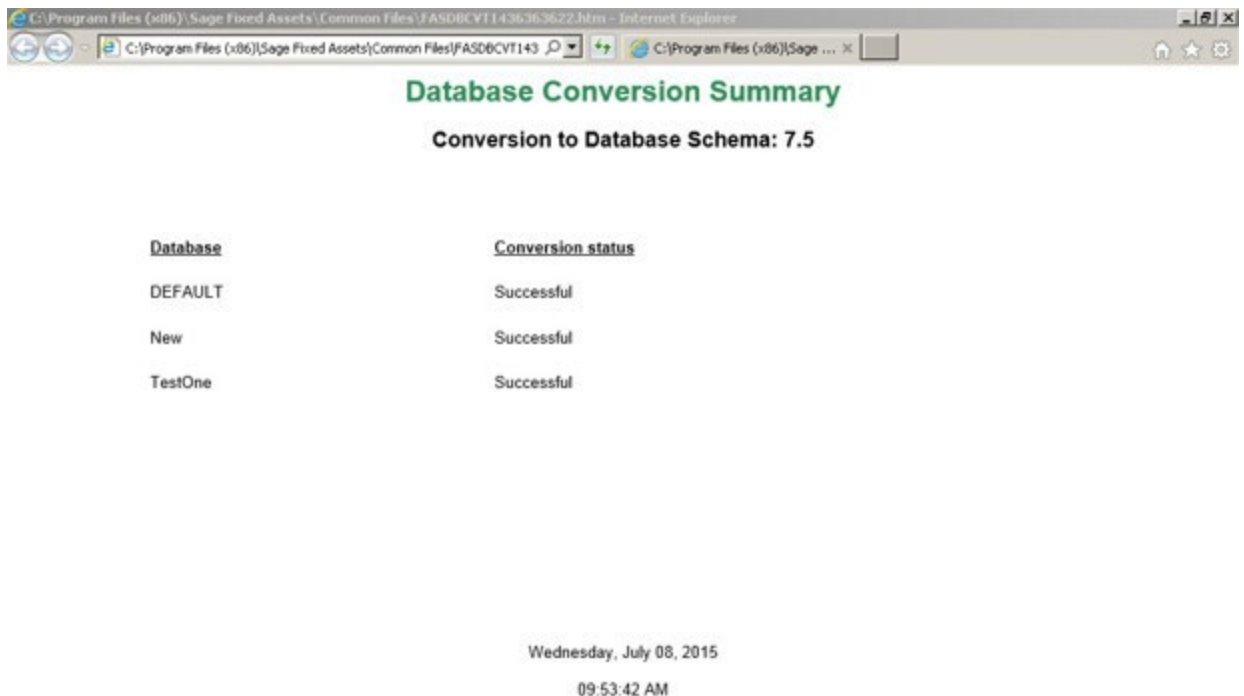 C:\Program Files (x86)\Sage Fixed Assets\Common Files\FASDBCVT1436363622.htm - Internet Explorer
C:\Program Files (x86)\Sage Fixed Assets\Common Files\FASDBCVT143 C:\Program Files (x86)\Sage ...
Database Conversion Summary
Conversion to Database Schema: 7.5
Database Conversion status
DEFAULT Successful
New Successful
TestOne Successful
Wednesday, July 08, 2015
09:53:42 AM